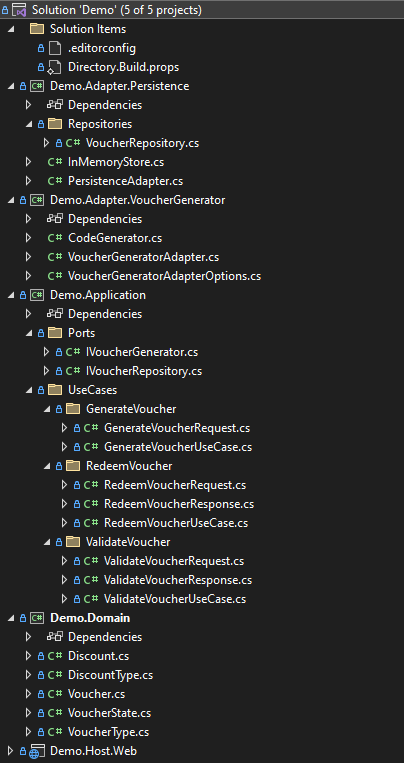 Solution 'Demo' (5 of 5 projects)
Solution Items
.editorconfig
Directory.Build.props
Demo.Adapter.Persistence
Dependencies
Repositories
C# VoucherRepository.cs
C# InMemoryStore.cs
C# PersistenceAdapter.cs
C# Demo.Adapter.VoucherGenerator
Dependencies
C# CodeGenerator.cs
C# VoucherGeneratorAdapter.cs
C# VoucherGeneratorAdapterOptions.cs
C# Demo.Application
Dependencies
Ports
C# IVoucherGenerator.cs
C# IVoucherRepository.cs
UseCases
GenerateVoucher
C# GenerateVoucherRequest.cs
C# GenerateVoucherUseCase.cs
RedeemVoucher
C# RedeemVoucherRequest.cs
C# RedeemVoucherResponse.cs
C# RedeemVoucherUseCase.cs
ValidateVoucher
C# ValidateVoucherRequest.cs
C# ValidateVoucherResponse.cs
C# ValidateVoucherUseCase.cs
C# Demo.Domain
Dependencies
C# Discount.cs
C# DiscountType.cs
C# Voucher.cs
C# VoucherState.cs
C# VoucherType.cs
Demo.Host.Web